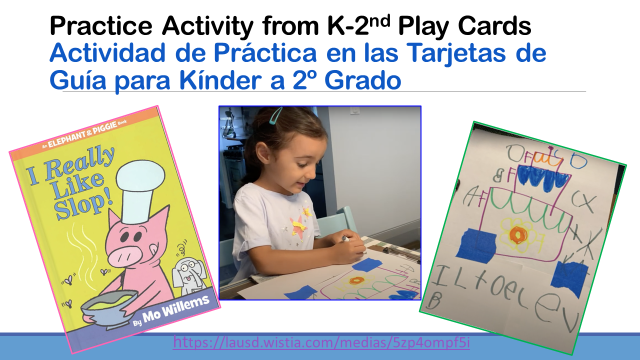 Practice Activity from K-2nd Play Cards
Actividad de Práctica en las Tarjetas de
Guía para Kínder a 2º Grado
An ELEPHANT & PIGGIE Book
I Really
Like
Slop!
By Mo Willems
https://lausd.wistia.com/medias/5zp4ompf5i